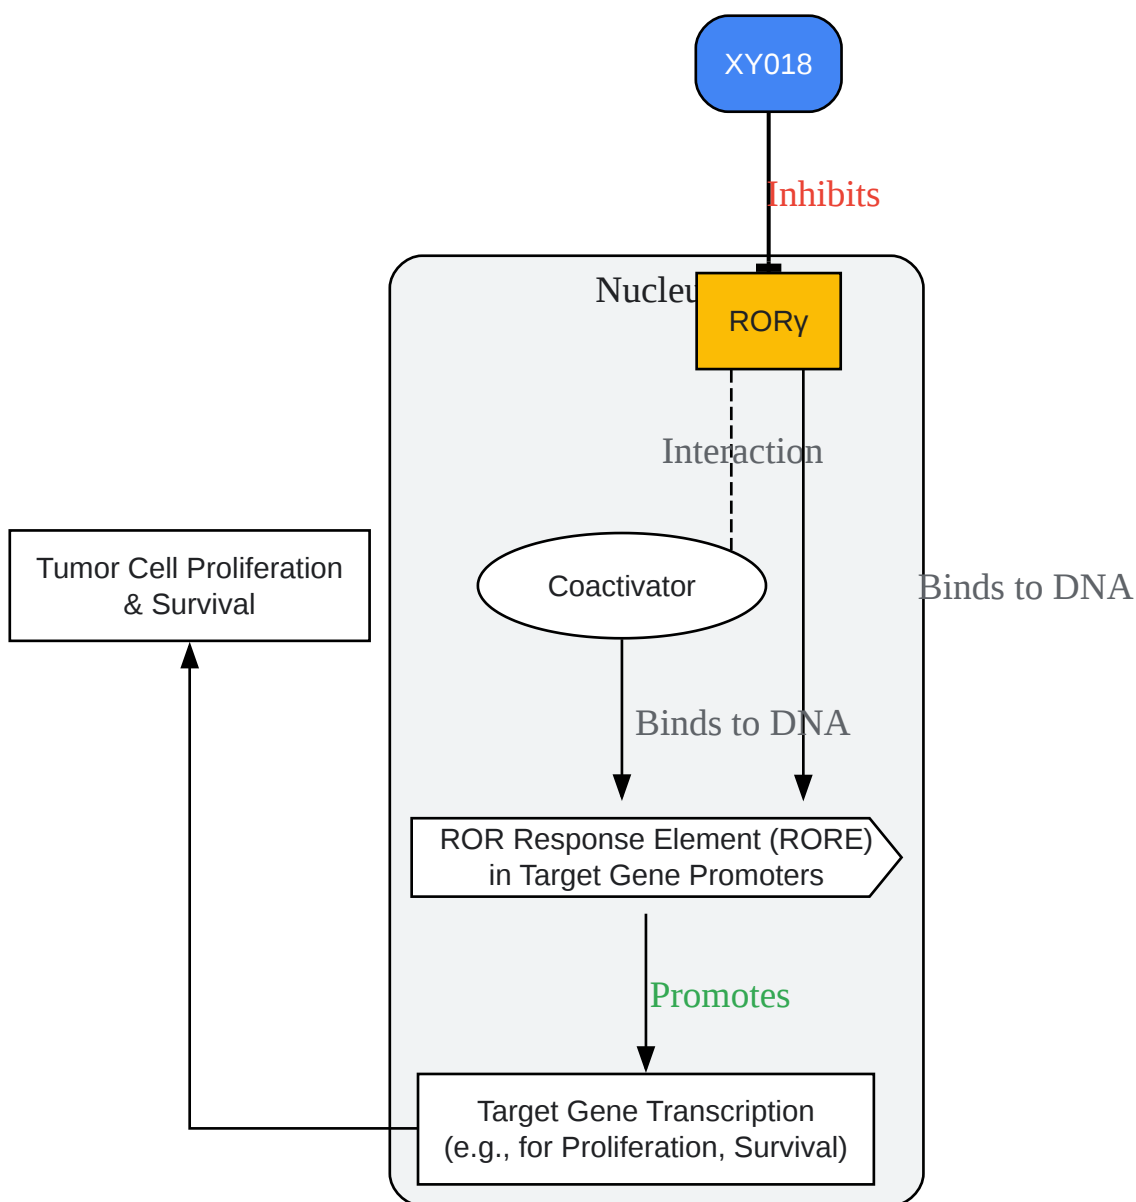 XY018
Inhibits
Nucleu
RORγ
Interaction
Tumor Cell Proliferation
& Survival
Coactivator
Binds to DNA
Binds to DNA
ROR Response Element (RORE)
in Target Gene Promoters
Promotes
Target Gene Transcription
(e.g., for Proliferation, Survival)